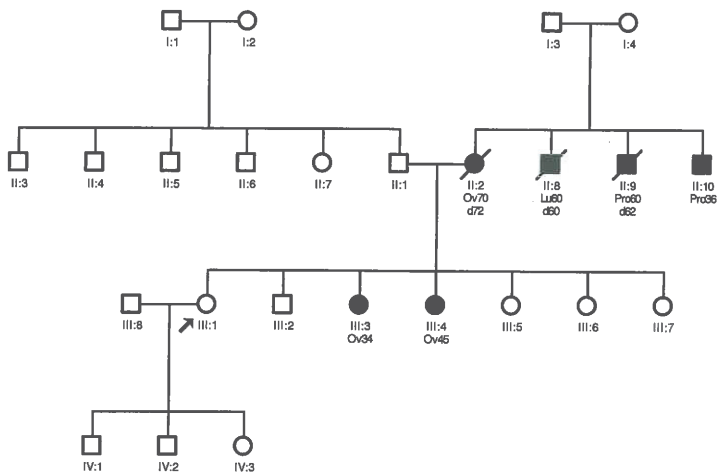 I:1
I:2
I:3
I:4
II:3
II:4
II:5
II:6
II:7
II:1
II:2
Ov70
d72
II:8
Lu60
d60
II:9
Pro60
d62
II:10
Pro36
III:8
III:1
III:2
III:3
Ov34
III:4
Ov45
III:5
III:6
III:7
IV:1
IV:2
IV:3